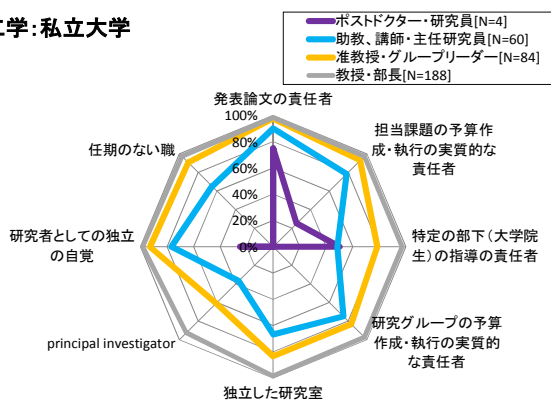 工学:私立大学
ポストドクター・研究員[N=4]
助教、講師・主任研究員[N=60]
准教授・グループリーダー[N=84]
教授・部長[N=188]
発表論文の責任者
担当課題の予算作
成・執行の実質的な
責任者
特定の部下(大学院
生)の指導の責任者
研究グループの予算
作成・執行の実質的
な責任者
独立した研究室
principal investigator
研究者としての独立
の自覚
任期のない職
100%
80%
60%
40%
20%
0%